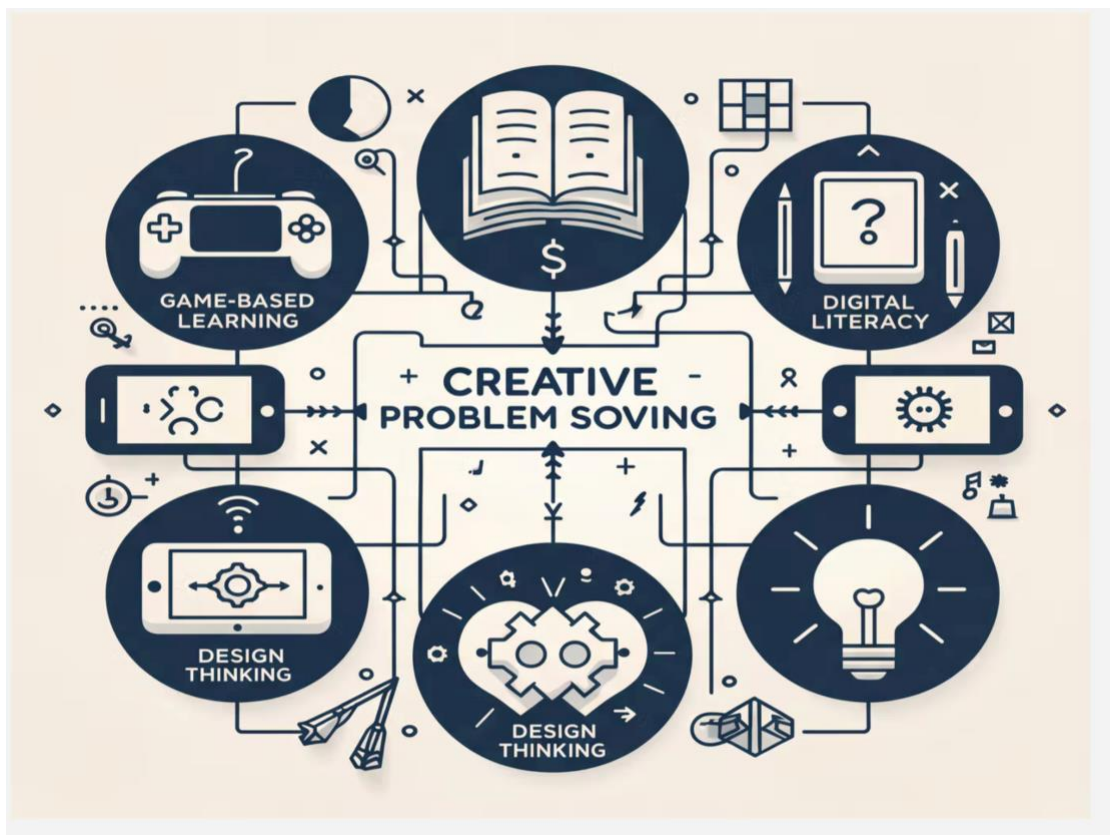 $
GAME-BASED
LEARNING
?
DIGITAL
LITERACY
CREATIVE
PROBLEM SOVING
DESIGN
THINKING
DESIGN
THINKING